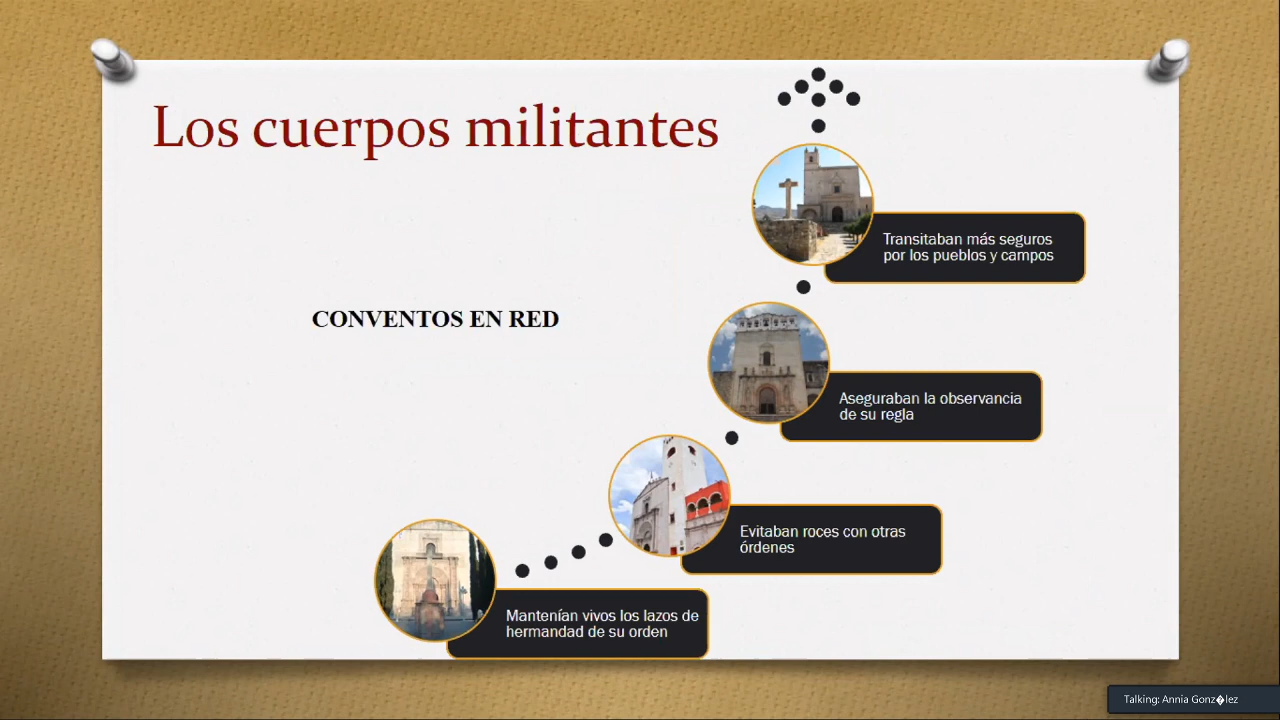 Los cuerpos militantes
CONVENTOS EN RED
Transitaban más seguros
por los pueblos y campos
Aseguraban la observancia
de su regla
Evitaban roces con otras
órdenes
Mantenían vivos los lazos de
hermandad de su orden
Talking: Annia Gonz�lez